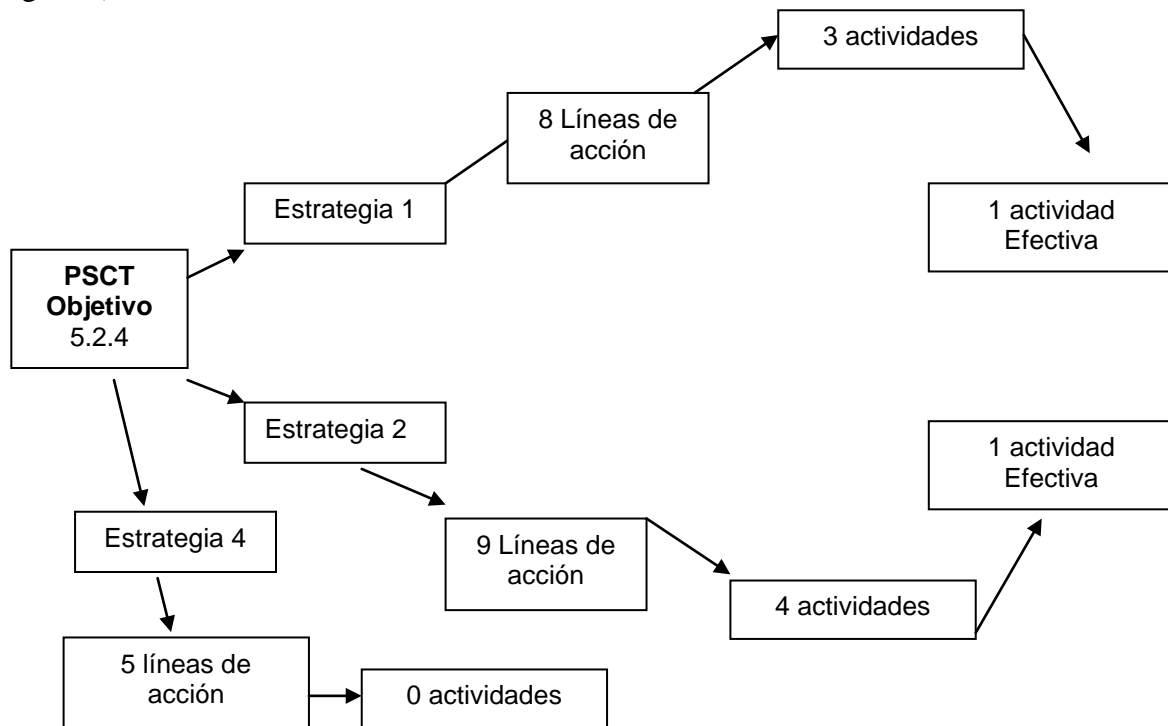 3 actividades
8 Líneas de
acción
Estrategia 1
1 actividad
Efectiva
PSCT
Objetivo
5.2.4
Estrategia 2
1 actividad
Efectiva
Estrategia 4
9 Líneas de
acción
4 actividades
5 líneas de
acción
0 actividades